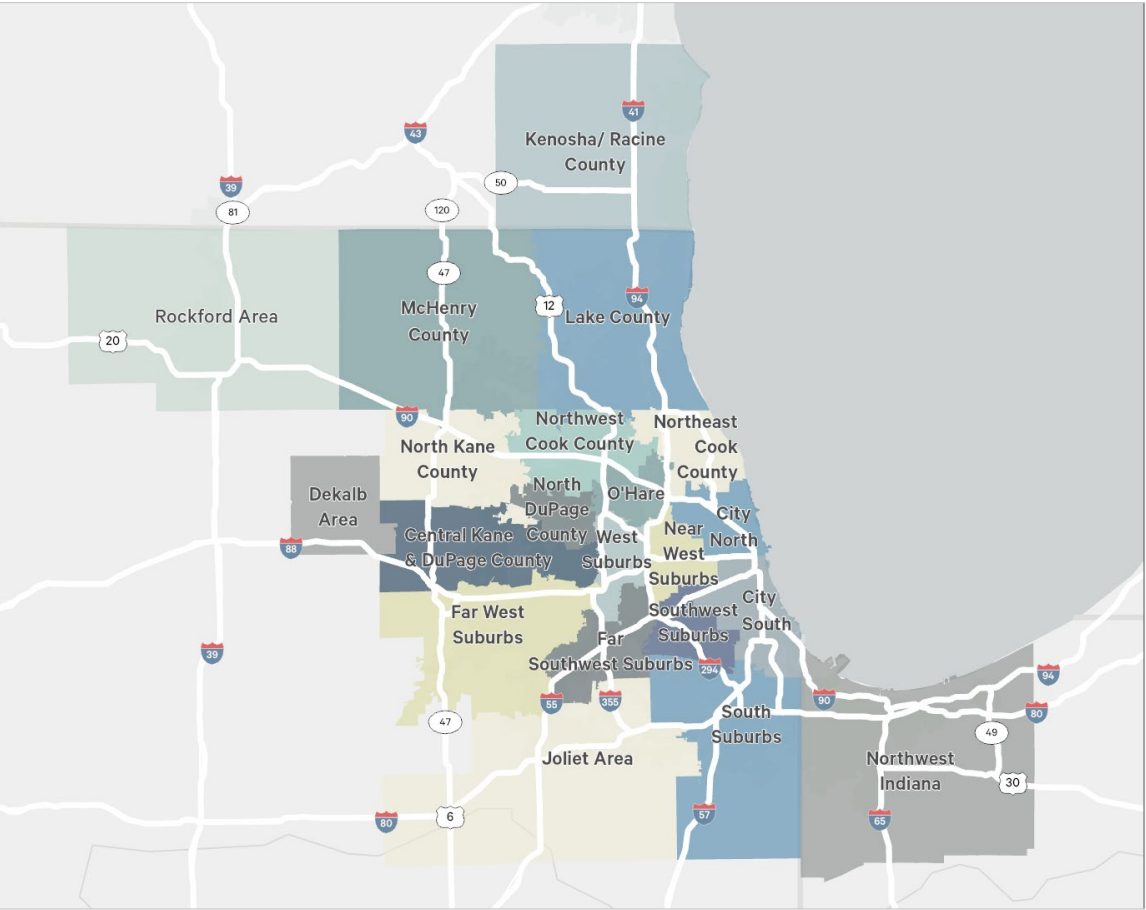 41
43
Kenosha/ Racine
County
50
39
81
120
47
94
12
McHenry
County
Lake County
Rockford Area
20
90
Northwest
Cook County
Northeast
Cook
County
North Kane
County
North
DuPage
County
O'Hare
Dekalb
Area
City
North
Near
West
Suburbs
West
Suburbs
Central Kane
& DuPage County
88
City
South
Far West
Suburbs
Southwest
Suburbs
Far
Southwest Suburbs
39
294
94
55
355
90
80
47
South
Suburbs
49
Joliet Area
Northwest
Indiana
30
57
65
80
6